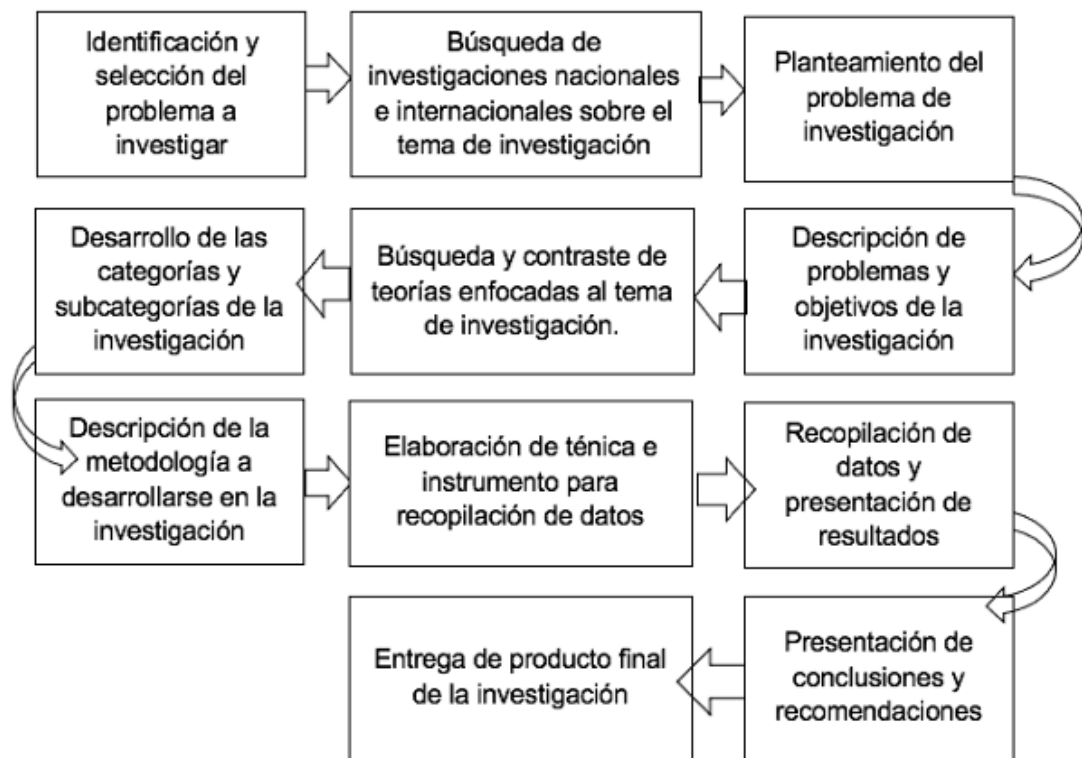 Identificación y
selección del
problema a
investigar
Búsqueda de
investigaciones nacionales
e internacionales sobre el
tema de investigación
Planteamiento del
problema de
investigación
Descripción de
problemas y
objetivos de la
investigación
Búsqueda y contraste de
teorías enfocadas al tema
de investigación.
Desarrollo de las
categorías y
subcategorías de la
investigación
Descripción de la
metodología a
desarrollarse en la
investigación
Elaboración de ténica e
instrumento para
recopilación de datos
Recopilación de
datos y
presentación de
resultados
Presentación de
conclusiones y
recomendaciones
Entrega de producto final
de la investigación